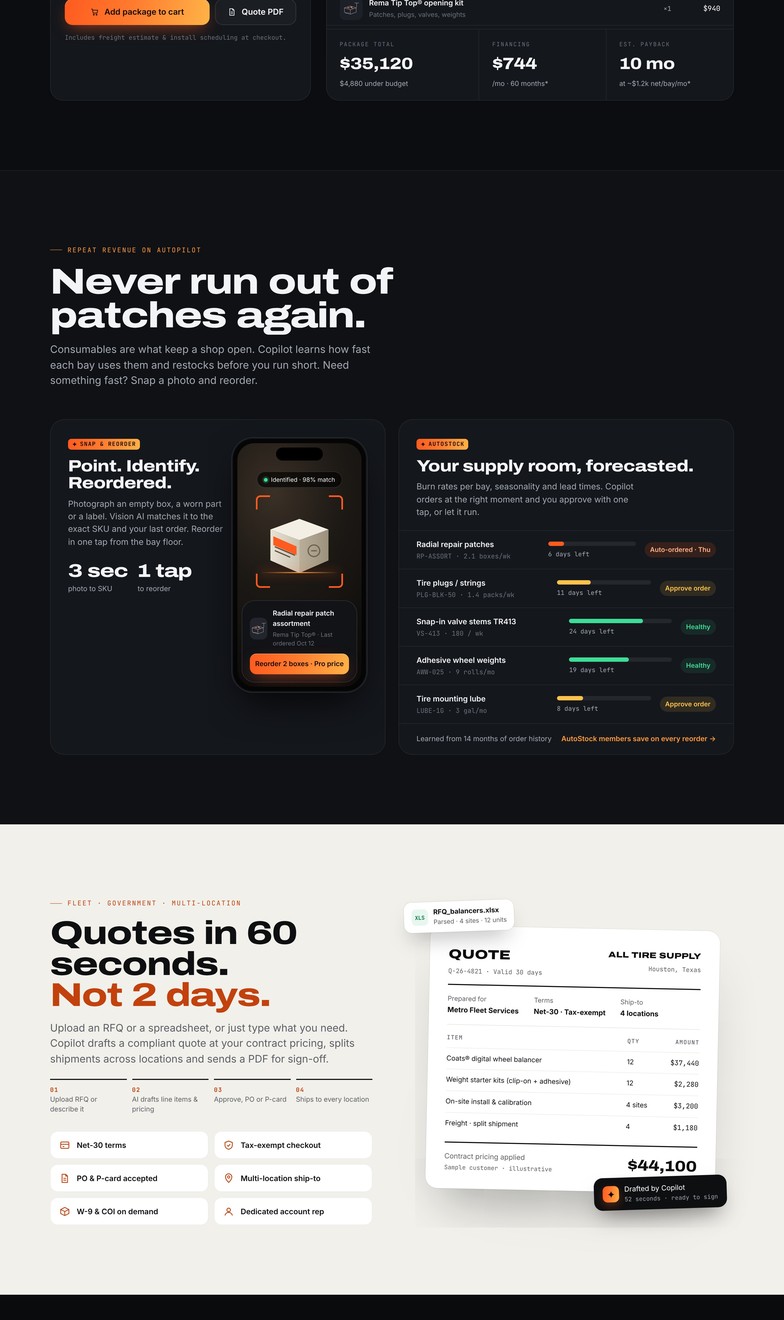 Add package to cart
Quote PDF
Includes freight estimate & install scheduling at checkout.
Rema Tip Top® opening kit
Patches, plugs, valves, weights
×1
$940
PACKAGE TOTAL
$35,120
$4,880 under budget
FINANCING
$744
/mo · 60 months*
EST. PAYBACK
10 mo
at ~$1.2k net/bay/mo*
REPEAT REVENUE ON AUTOPILOT
Never run out of
patches again.
Consumables are what keep a shop open. Copilot learns how fast
each bay uses them and restocks before you run short. Need
something fast? Snap a photo and reorder.
SNAP & REORDER
Point. Identify.
Reordered.
Photograph an empty box, a worn part
or a label. Vision AI matches it to the
exact SKU and your last order. Reorder
in one tap from the bay floor.
3 sec
photo to SKU
1 tap
to reorder
Identified · 98% match
Radial repair patch
assortment
Rema Tip Top® · Last
ordered Oct 12
Reorder 2 boxes · Pro price
AUTOSTOCK
Your supply room, forecasted.
Burn rates per bay, seasonality and lead times. Copilot
orders at the right moment and you approve with one
tap, or let it run.
Radial repair patches
RP-ASSORT · 2.1 boxes/wk
6 days left
Auto-ordered · Thu
Tire plugs / strings
PLG-BLK-50 · 1.4 packs/wk
11 days left
Approve order
Snap-in valve stems TR413
VS-413 · 180 / mk
24 days left
Healthy
Adhesive wheel weights
AWW-025 · 9 rolls/mo
19 days left
Healthy
Tire mounting lube
LUBE-1G · 3 gal/mo
8 days left
Approve order
Learned from 14 months of order history
AutoStock members save on every reorder →
FLEET · GOVERNMENT · MULTI-LOCATION
Quotes in 60
seconds.
Not 2 days.
Upload an RFQ or a spreadsheet, or just type what you need.
Copilot drafts a compliant quote at your contract pricing, splits
shipments across locations and sends a PDF for sign-off.
01
Upload RFQ or
describe it
02
AI drafts line items &
pricing
03
Approve, PO or P-card
04
Ships to every location
Net-30 terms
Tax-exempt checkout
PO & P-card accepted
Multi-location ship-to
W-9 & COI on demand
Dedicated account rep
XLS
RFQ_balancers.xlsx
Parsed · 4 sites · 12 units
QUOTE
Q-26-4821 · Valid 30 days
ALL TIRE SUPPLY
Houston, Texas
Prepared for
Metro Fleet Services
Terms
Net-30 · Tax-exempt
Ship-to
4 locations
ITEM
QTY
AMOUNT
Coats® digital wheel balancer
12
$37,440
Weight starter kits (clip-on + adhesive)
12
$2,280
On-site install & calibration
4 sites
$3,200
Freight · split shipment
4
$1,180
Contract pricing applied
Sample customer · illustrative
$44,100
Drafted by Copilot
52 seconds · ready to sign